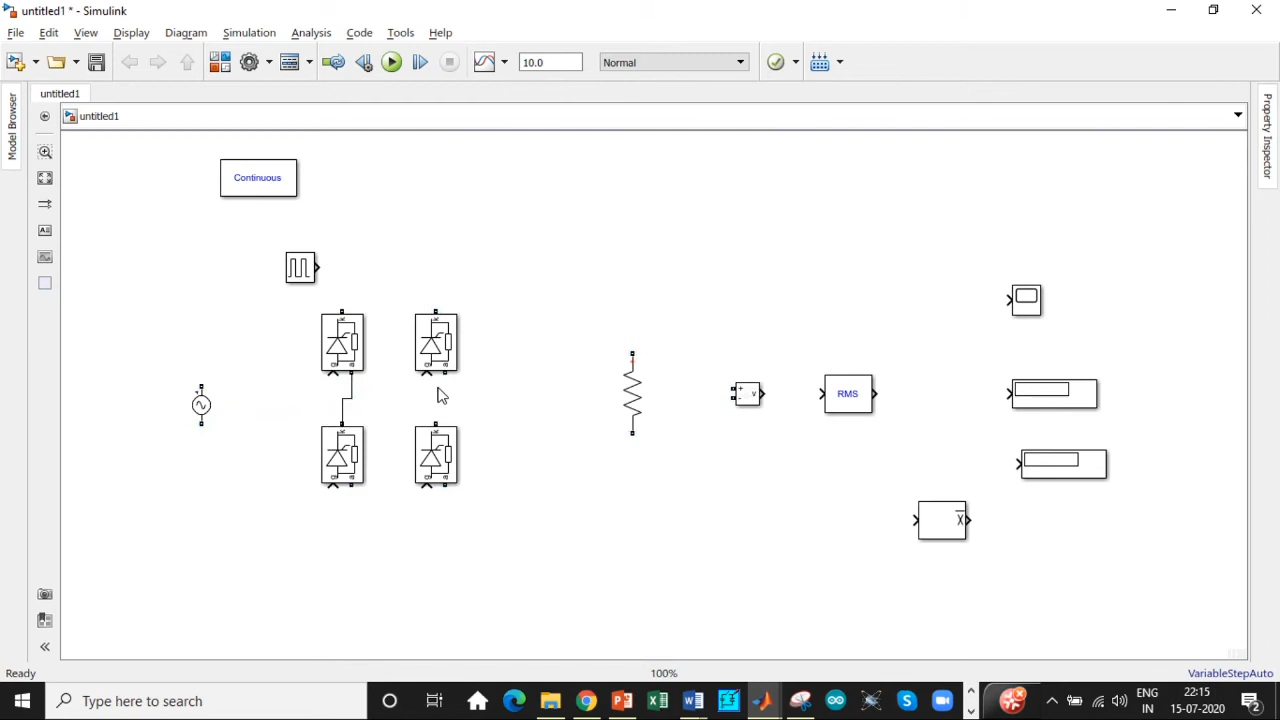 untitled1 * - Simulink
File Edit View Display Diagram Simulation Analysis Code Tools Help
10.0
Normal
Model Browser
untitled1
untitled1
Property Inspector
Continuous
k
k
g a
g a
k
k
g a
g a
+
+
- v
RMS
X
Ready
100%
VariableStepAuto
Type here to search
ENG
IN
22:15
15-07-2020
2